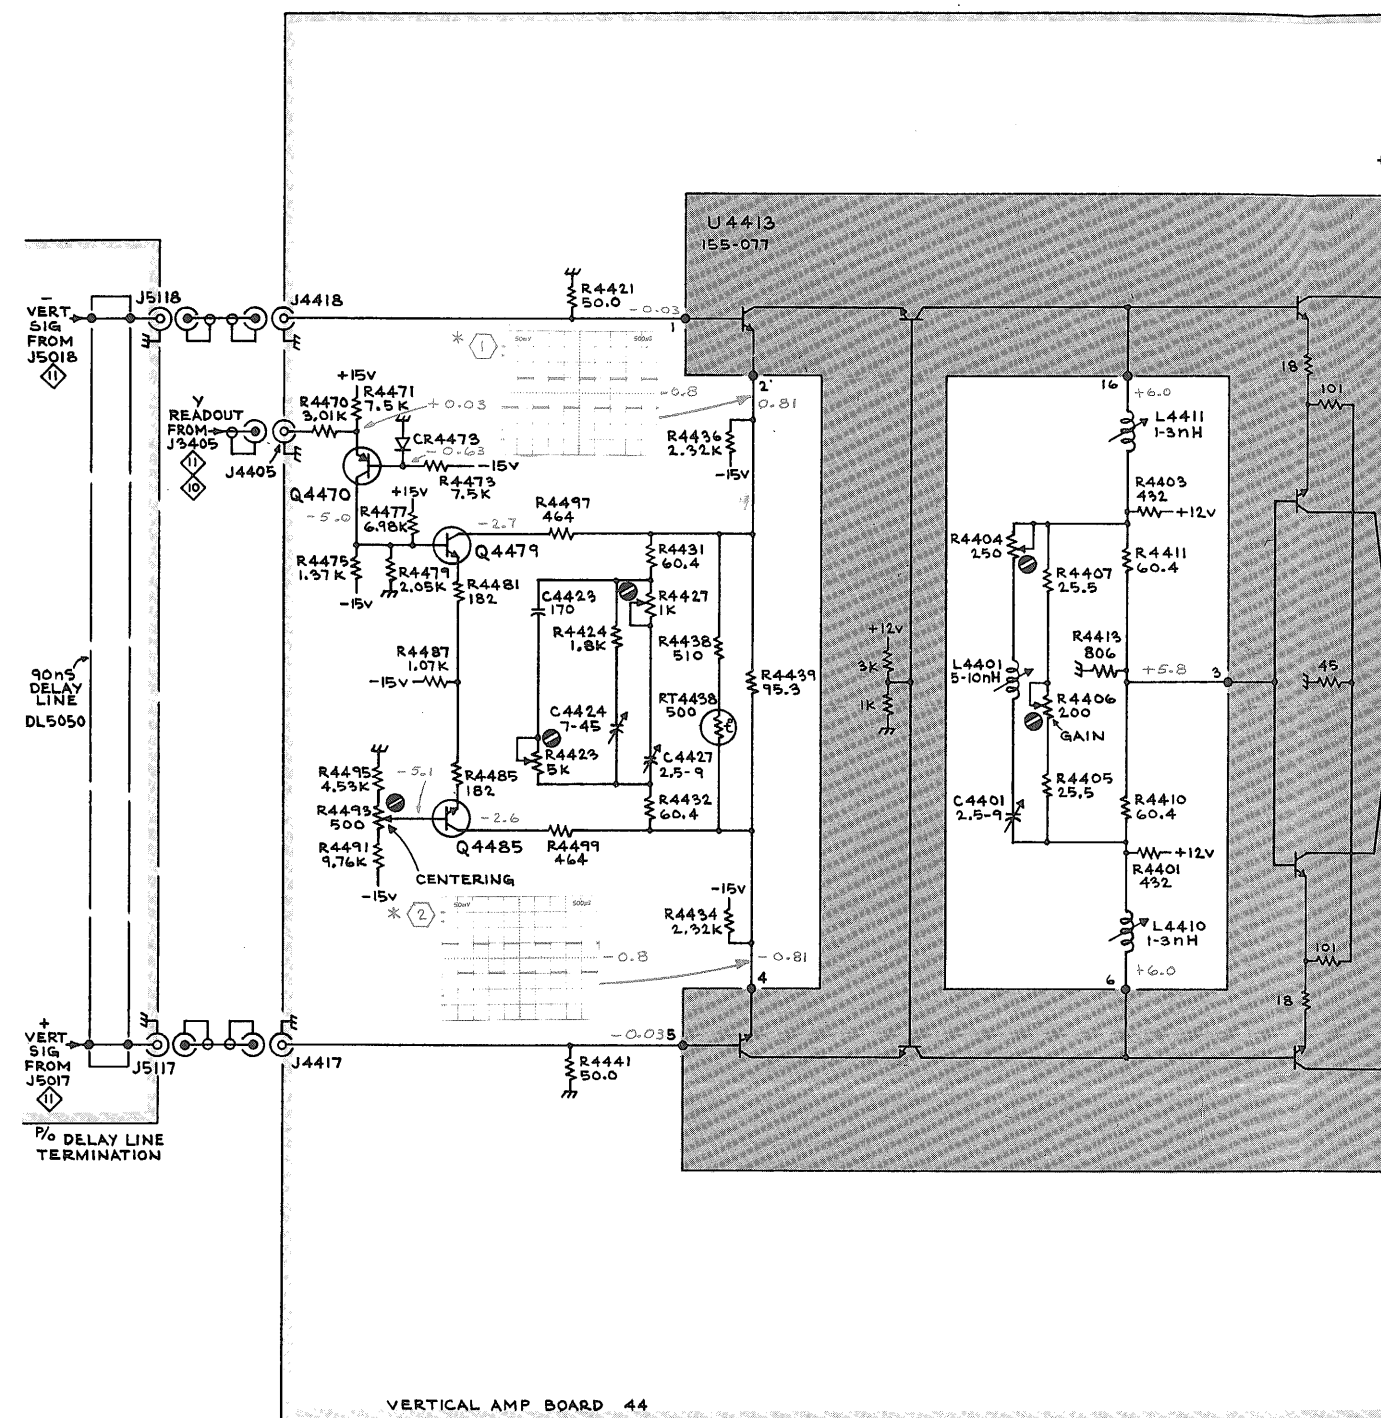 U4413
155-077
J5118
J4418
−
VERT
SIG
FROM
J5018
11
R4421
50.0
-0.03
1
* 1
50mV
500µS
-0.8
2'
0.81
+15V
R4471
7.5K
R4470
3.01K
+0.03
Y
READOUT
FROM
J3405
11
10
J4405
CR4473
-0.63
-15V
R4473
7.5K
Q4470
-5.0
+15V
R4477
6.98K
-2.7
R4497
464
Q4479
R4436
2.32K
-15V
R4475
1.37K
-15V
R4479
2.05K
R4481
182
R4431
60.4
C4423
170
R4427
1K
R4424
1.8K
R4438
510
R4487
1.07K
-15V
R4439
95.3
RT4438
500
t°
C4424
7-45
R4423
5K
C4427
2.5-9
R4432
60.4
90nS
DELAY
LINE
DL5050
R4495
4.53K
-5.1
R4493
500
R4485
182
-2.6
Q4485
R4499
464
R4491
9.76K
-15V
CENTERING
* 2
50mV
500µS
-0.8
-15V
R4434
2.32K
-0.81
4
-0.03
5
+
VERT
SIG
FROM
J5017
11
J5117
J4417
R4441
50.0
P/O DELAY LINE
TERMINATION
+12V
3K
1K
16
+6.0
L4411
1-3nH
R4403
432
+12V
R4404
250
R4411
60.4
R4407
25.5
R4413
806
+5.8
3
L4401
5-10nH
R4406
200
GAIN
R4405
25.5
C4401
2.5-9
R4410
60.4
+12V
R4401
432
L4410
1-3nH
6
+6.0
18
101
45
101
18
VERTICAL AMP BOARD 44